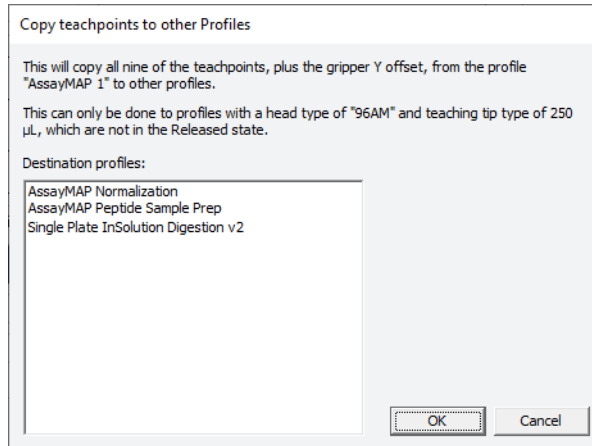 Copy teachpoints to other Profiles
This will copy all nine of the teachpoints, plus the gripper Y offset, from the profile
"AssayMAP 1" to other profiles.
This can only be done to profiles with a head type of "96AM" and teaching tip type of 250
µL, which are not in the Released state.
Destination profiles:
AssayMAP Normalization
AssayMAP Peptide Sample Prep
Single Plate InSolution Digestion v2
OK
Cancel